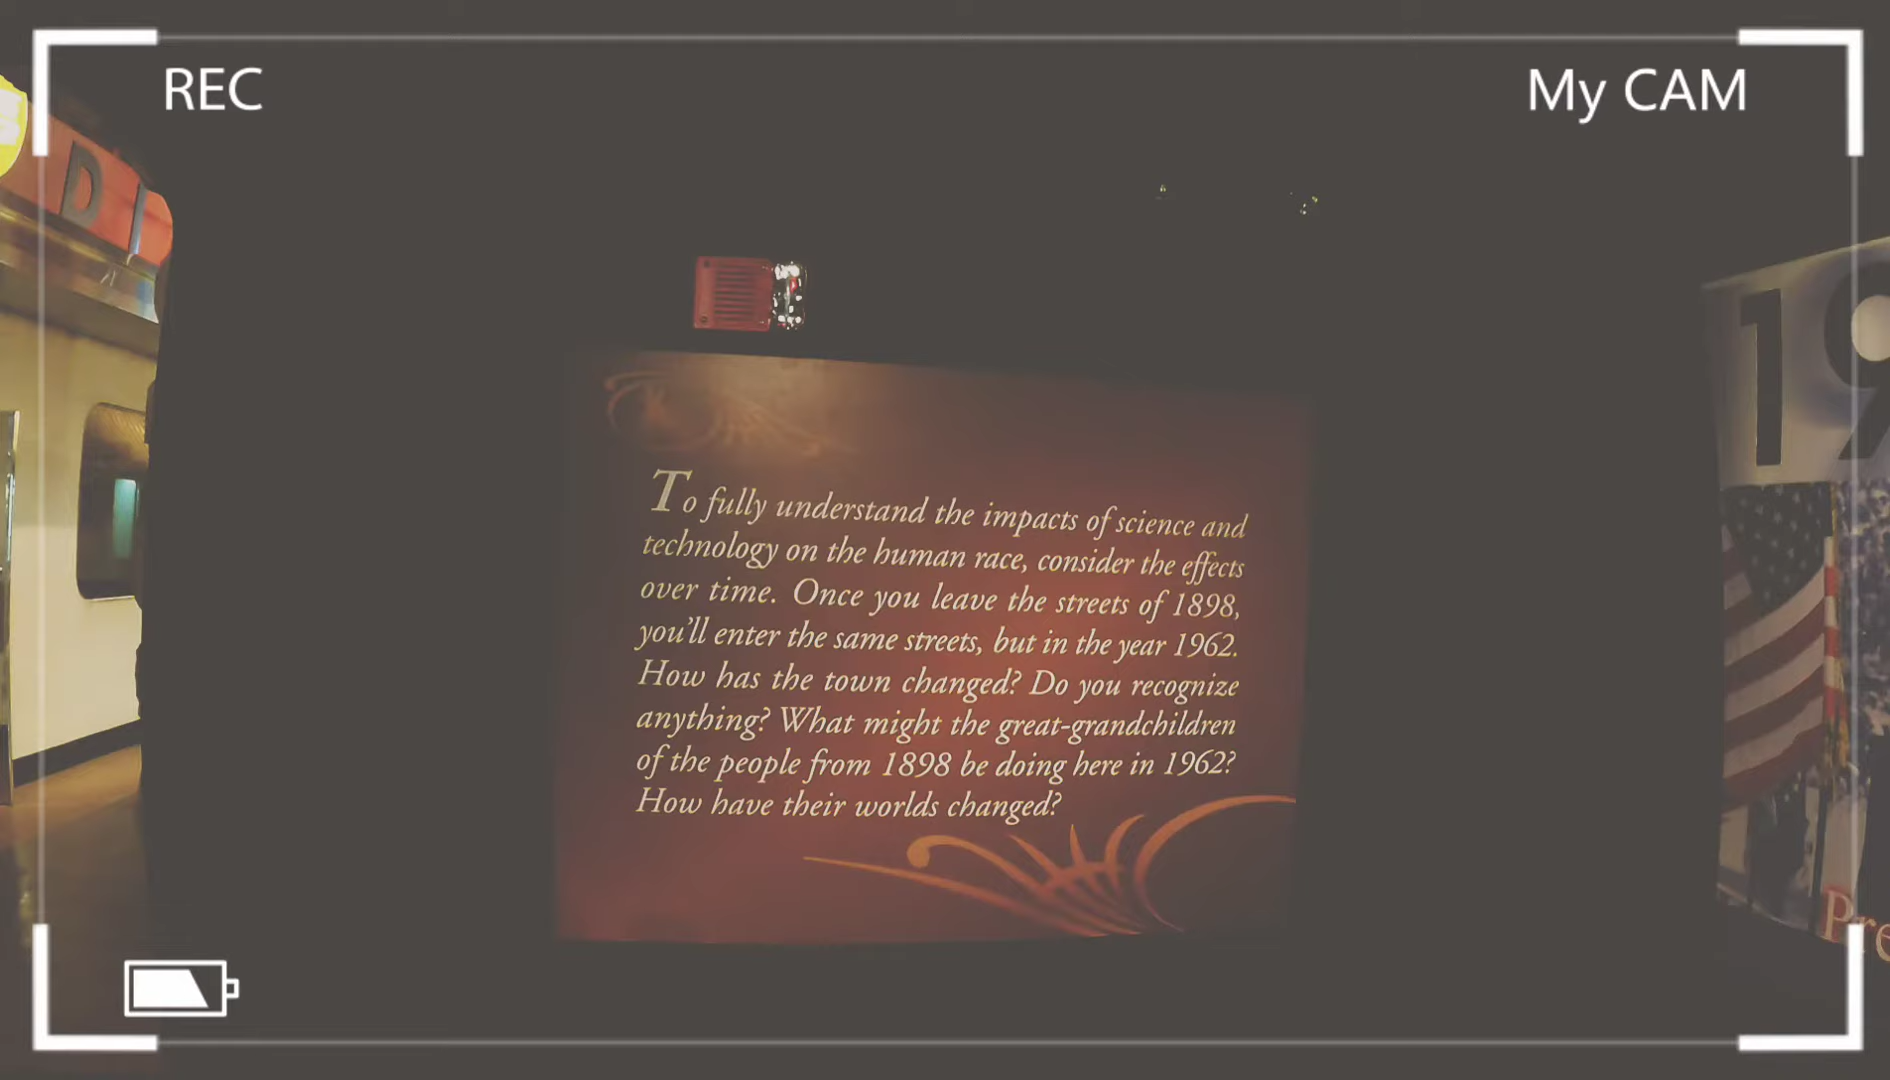 REC
My CAM
DI
19
To fully understand the impacts of science and
technology on the human race, consider the effects
over time. Once you leave the streets of 1898,
you'll enter the same streets, but in the year 1962.
How has the town changed? Do you recognize
anything? What might the great-grandchildren
of the people from 1898 be doing here in 1962?
How have their worlds changed?
Pre